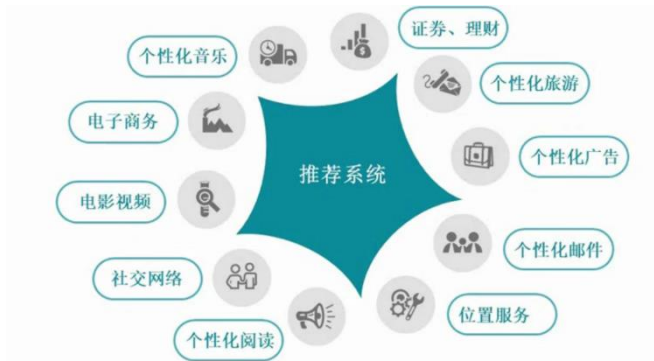 证券、理财
个性化音乐
个性化旅游
电子商务
个性化广告
推荐系统
电影视频
个性化邮件
社交网络
位置服务
个性化阅读